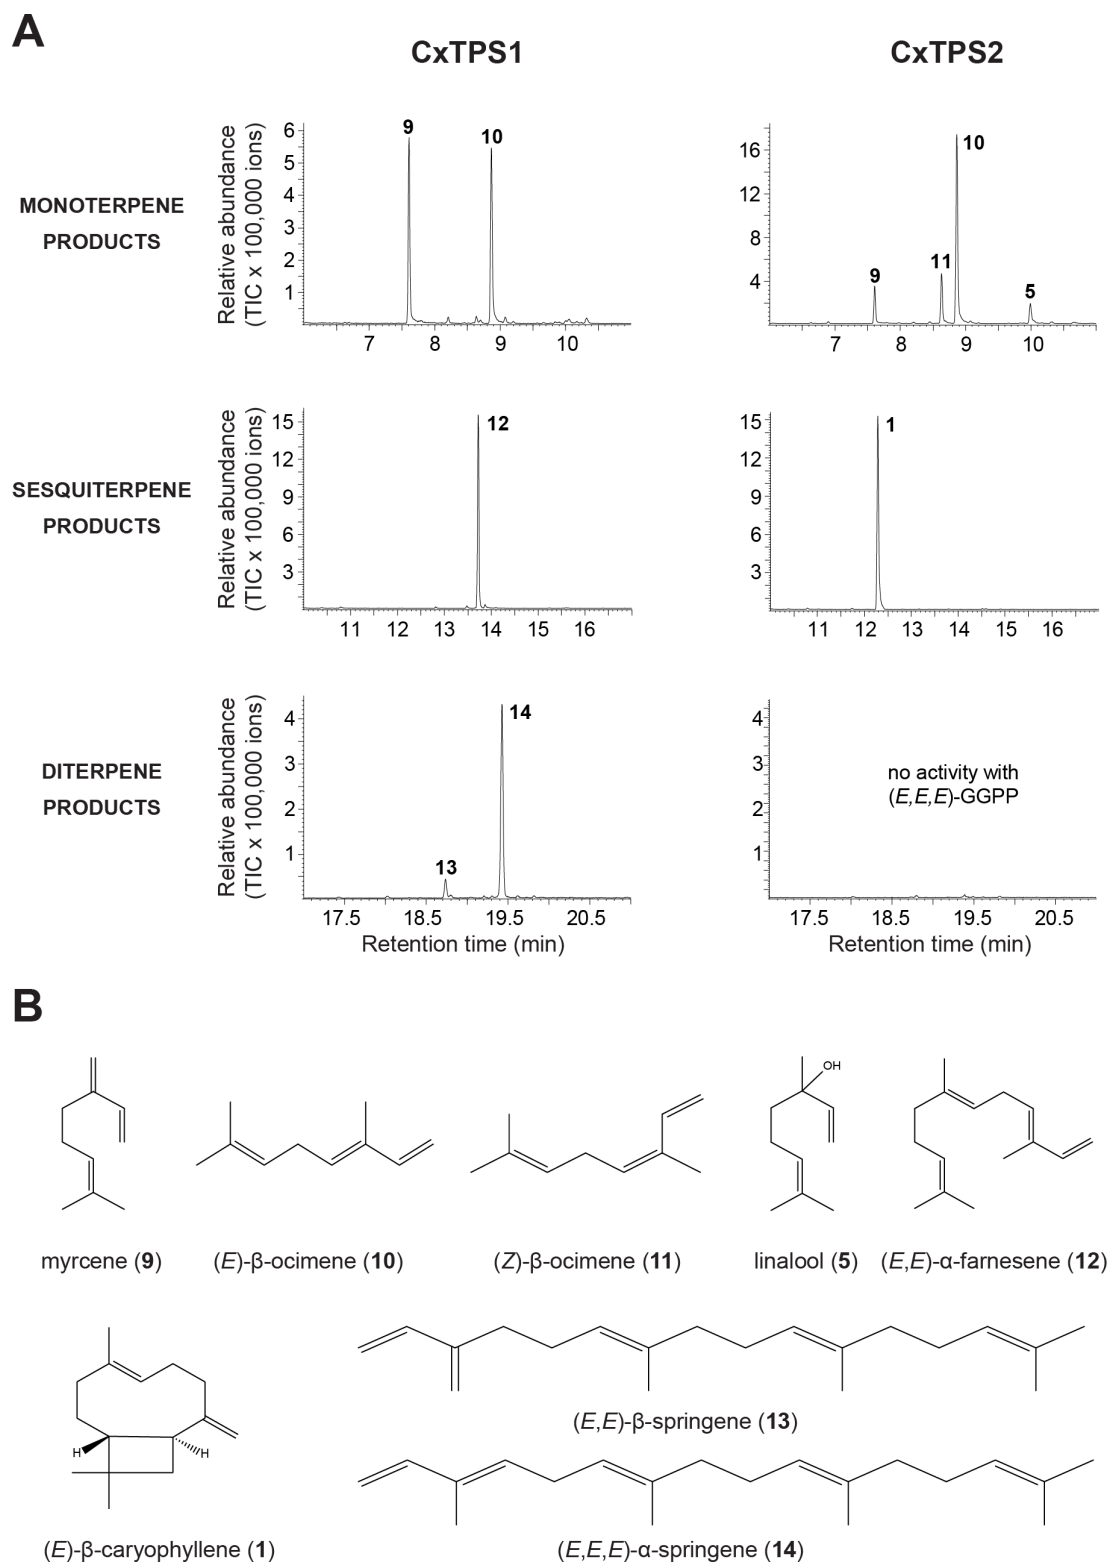 A
CxTPS1
CxTPS2
MONOTERPENE
PRODUCTS
Relative abundance
(TIC x 100,000 ions)
6
5
4
3
2
1
9
10
7
8
9
10
16
12
8
4
9
11
10
5
7
8
9
10
SESQUITERPENE
PRODUCTS
Relative abundance
(TIC x 100,000 ions)
15
12
9
6
3
12
11
12
13
14
15
16
15
12
9
6
3
1
11
12
13
14
15
16
DITERPENE
PRODUCTS
Relative abundance
(TIC x 100,000 ions)
4
3
2
1
13
14
17.5
18.5
19.5
20.5
Retention time (min)
4
3
2
1
no activity with
(E,E,E)-GGPP
17.5
18.5
19.5
20.5
Retention time (min)
B
OH
myrcene (9)
(E)-β-ocimene (10)
(Z)-β-ocimene (11)
linalool (5)
(E,E)-α-farnesene (12)
H
H
(E)-β-caryophyllene (1)
(E,E)-β-springene (13)
(E,E,E)-α-springene (14)